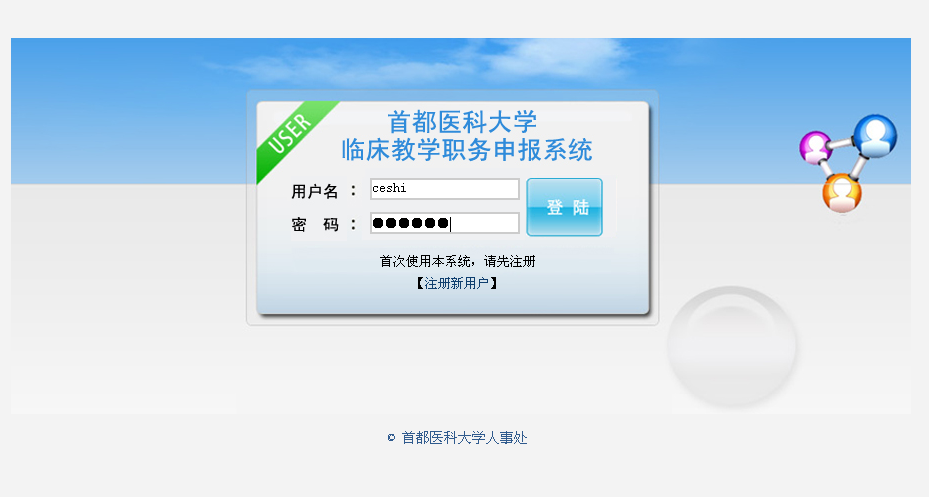 USER
首都医科大学
临床教学职务申报系统
用户名 : ceshi
密 码 : ●●●●●●
登 陆
首次使用本系统，请先注册
【注册新用户】
© 首都医科大学人事处